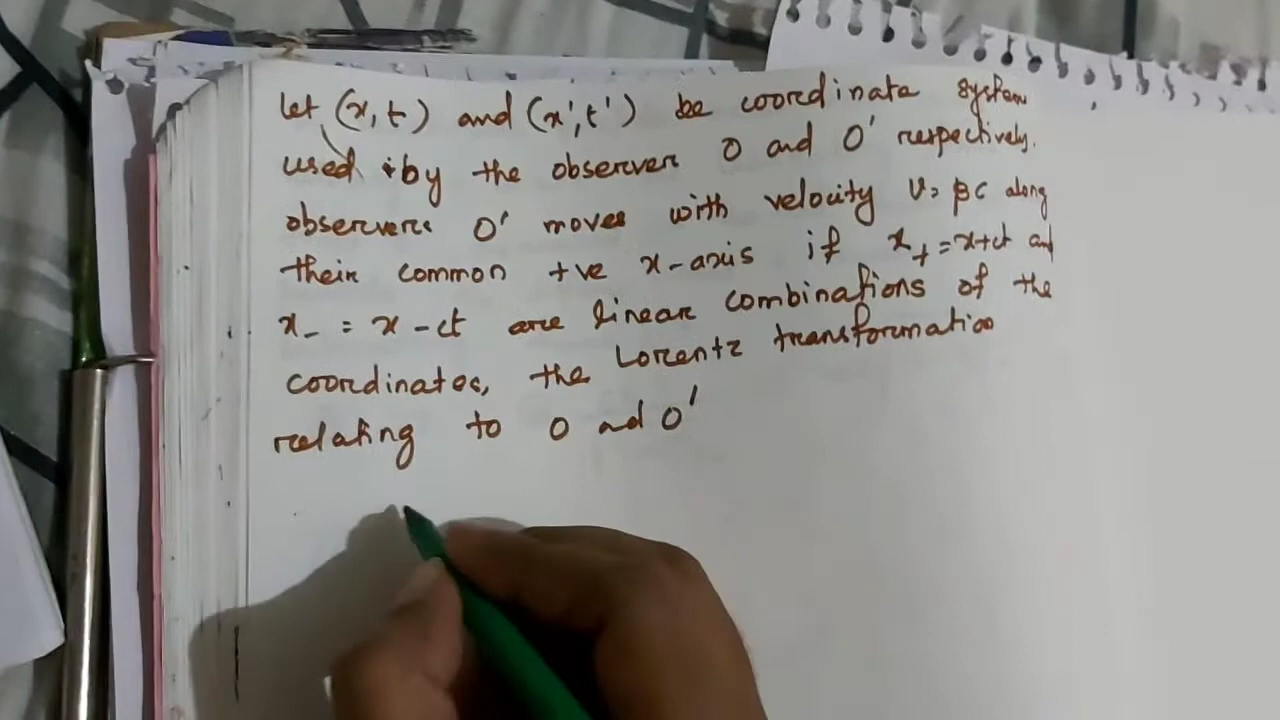 let (x,t) and (x',t') be coordinate system
used by the observer O and O' respectively.
observers O' moves with velocity v = βc along
their common +ve x-axis if x₊ = x+ct and
x₋ = x - ct are linear combinations of the
coordinates, the Lorentz transformation
relating to O and O'